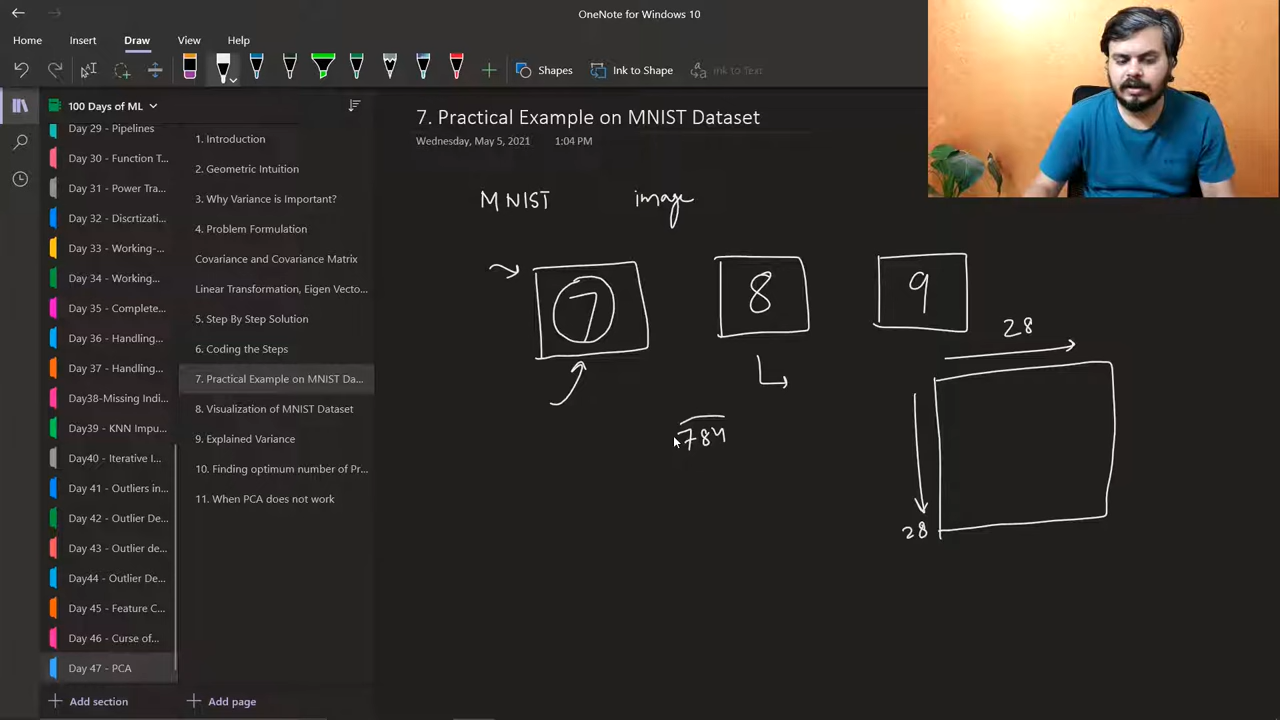 OneNote for Windows 10
Home Insert Draw View Help
Shapes Ink to Shape Ink to Text
100 Days of ML
Day 29 - Pipelines
Day 30 - Function T...
Day 31 - Power Tra...
Day 32 - Discrtizati...
Day 33 - Working-...
Day 34 - Working...
Day 35 - Complete...
Day 36 - Handling...
Day 37 - Handling...
Day38-Missing Indi...
Day39 - KNN Impu...
Day40 - Iterative I...
Day 41 - Outliers in...
Day 42 - Outlier De...
Day 43 - Outlier de...
Day44 - Outlier De...
Day 45 - Feature C...
Day 46 - Curse of...
Day 47 - PCA
Add section
1. Introduction
2. Geometric Intuition
3. Why Variance is Important?
4. Problem Formulation
Covariance and Covariance Matrix
Linear Transformation, Eigen Vecto...
5. Step By Step Solution
6. Coding the Steps
7. Practical Example on MNIST Da...
8. Visualization of MNIST Dataset
9. Explained Variance
10. Finding optimum number of Pr...
11. When PCA does not work
Add page
7. Practical Example on MNIST Dataset
Wednesday, May 5, 2021 1:04 PM
MNIST image
7 8 9
28
784
28